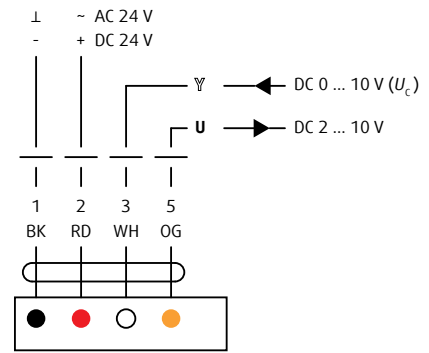 ⊥ ~ AC 24 V
- + DC 24 V
Y DC 0 ... 10 V (Uc)
U DC 2 ... 10 V
1 2 3 5
BK RD WH OG